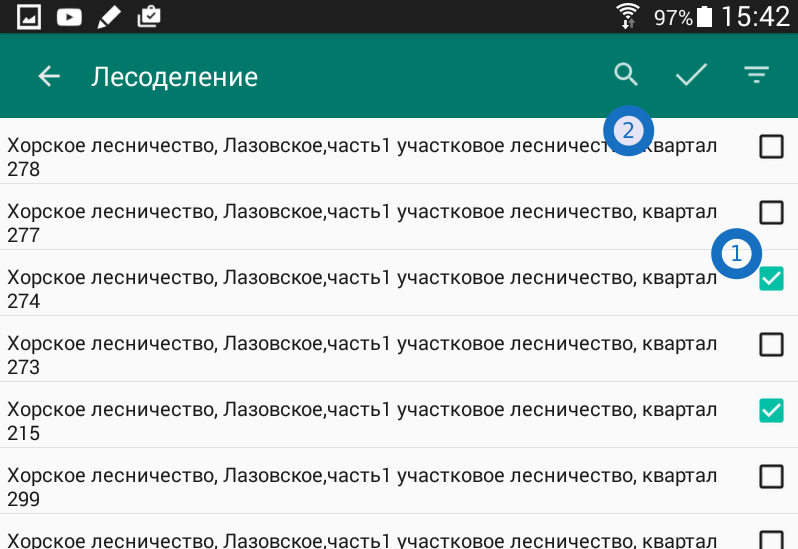 97% 15:42
Лесоделение
2
Хорское лесничество, Лазовское,часть1 участковое лесничество, квартал
278
Хорское лесничество, Лазовское,часть1 участковое лесничество, квартал
277
1
Хорское лесничество, Лазовское,часть1 участковое лесничество, квартал
274
Хорское лесничество, Лазовское,часть1 участковое лесничество, квартал
273
Хорское лесничество, Лазовское,часть1 участковое лесничество, квартал
215
Хорское лесничество, Лазовское,часть1 участковое лесничество, квартал
299
Хорское лесничество, Лазовское,часть1 участковое лесничество, квартал